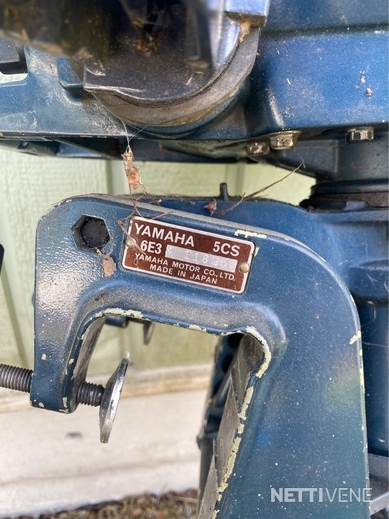 YAMAHA 5CS
6E3
YAMAHA MOTOR CO., LTD.
MADE IN JAPAN
NETTIVENE